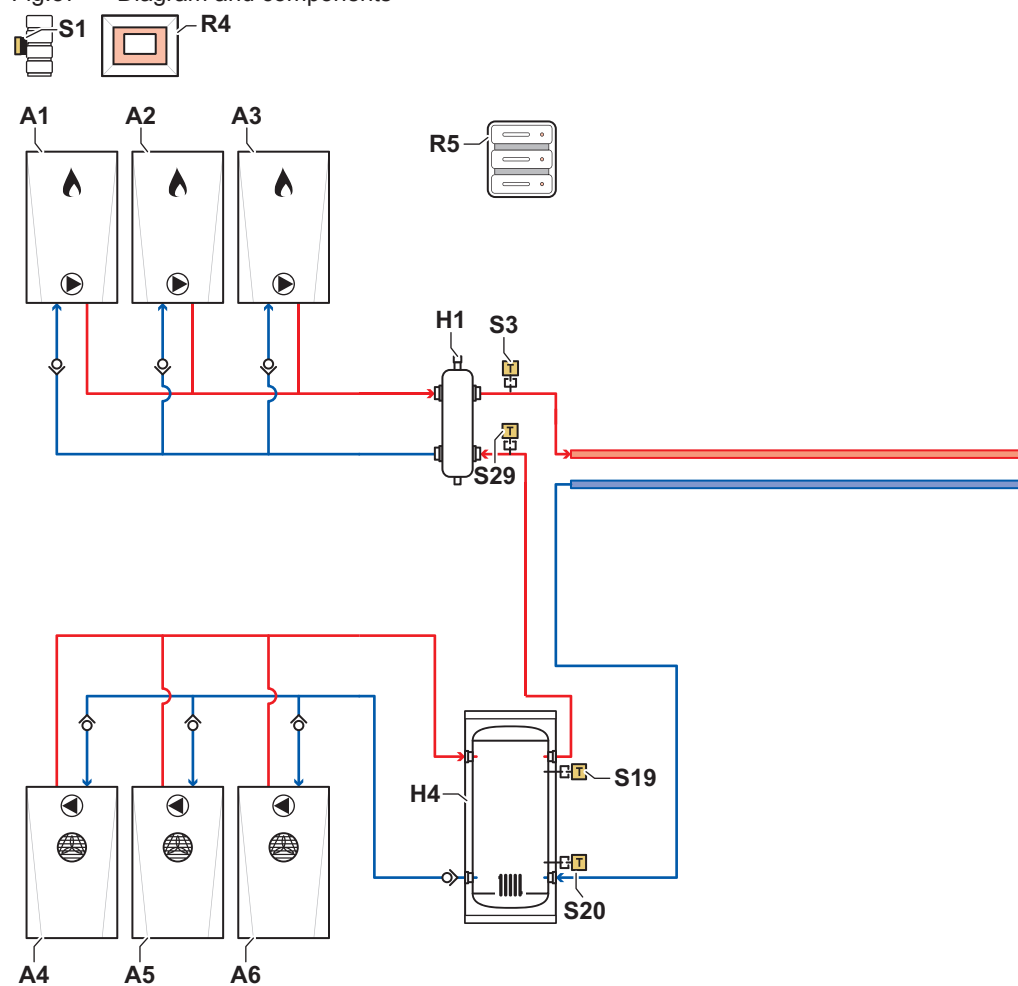 Diagram and components
S1
R4
A1
A2
A3
R5
H1
S3
T
T
S29
T
S19
H4
T
S20
A4
A5
A6